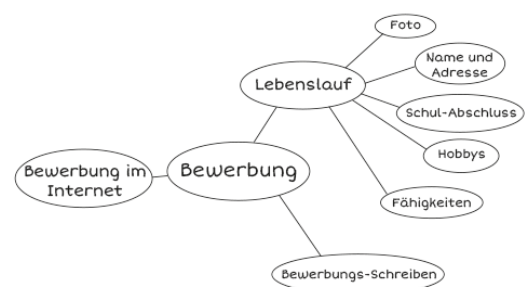 Foto
Name und
Adresse
Lebenslauf
Schul-Abschluss
Hobbys
Bewerbung im
Internet
Bewerbung
Fähigkeiten
Bewerbungs-Schreiben